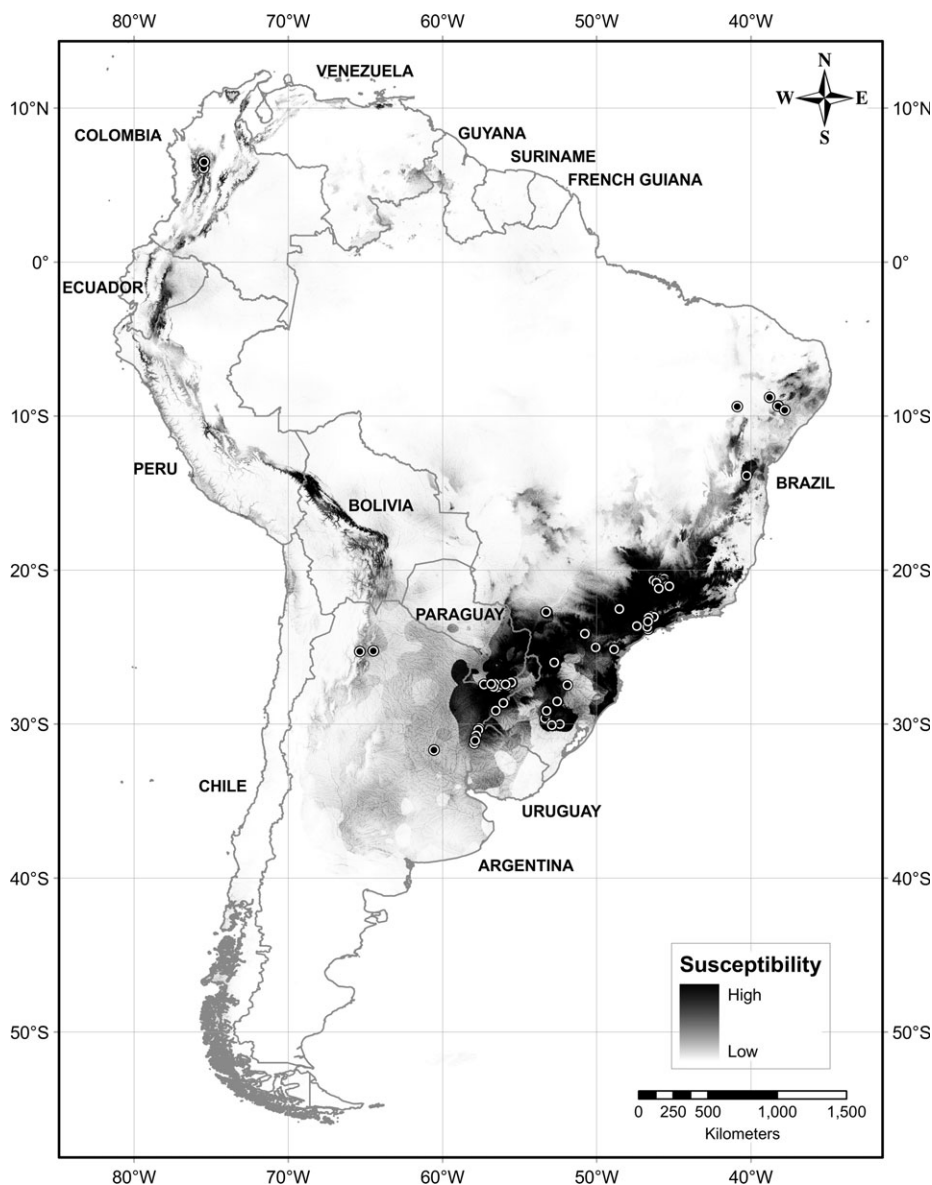 80°W 70°W 60°W 50°W 40°W
N
VENEZUELA
W E
10°N 10°N
S
COLOMBIA GUYANA
SURINAME
FRENCH GUIANA
0° 0°
ECUADOR
10°S 10°S
PERU
BRAZIL
BOLIVIA
20°S 20°S
PARAGUAY
30°S 30°S
CHILE
URUGUAY
ARGENTINA
40°S 40°S
Susceptibility
High
Low
50°S 50°S
0 250 500 1,000 1,500
Kilometers
80°W 70°W 60°W 50°W 40°W